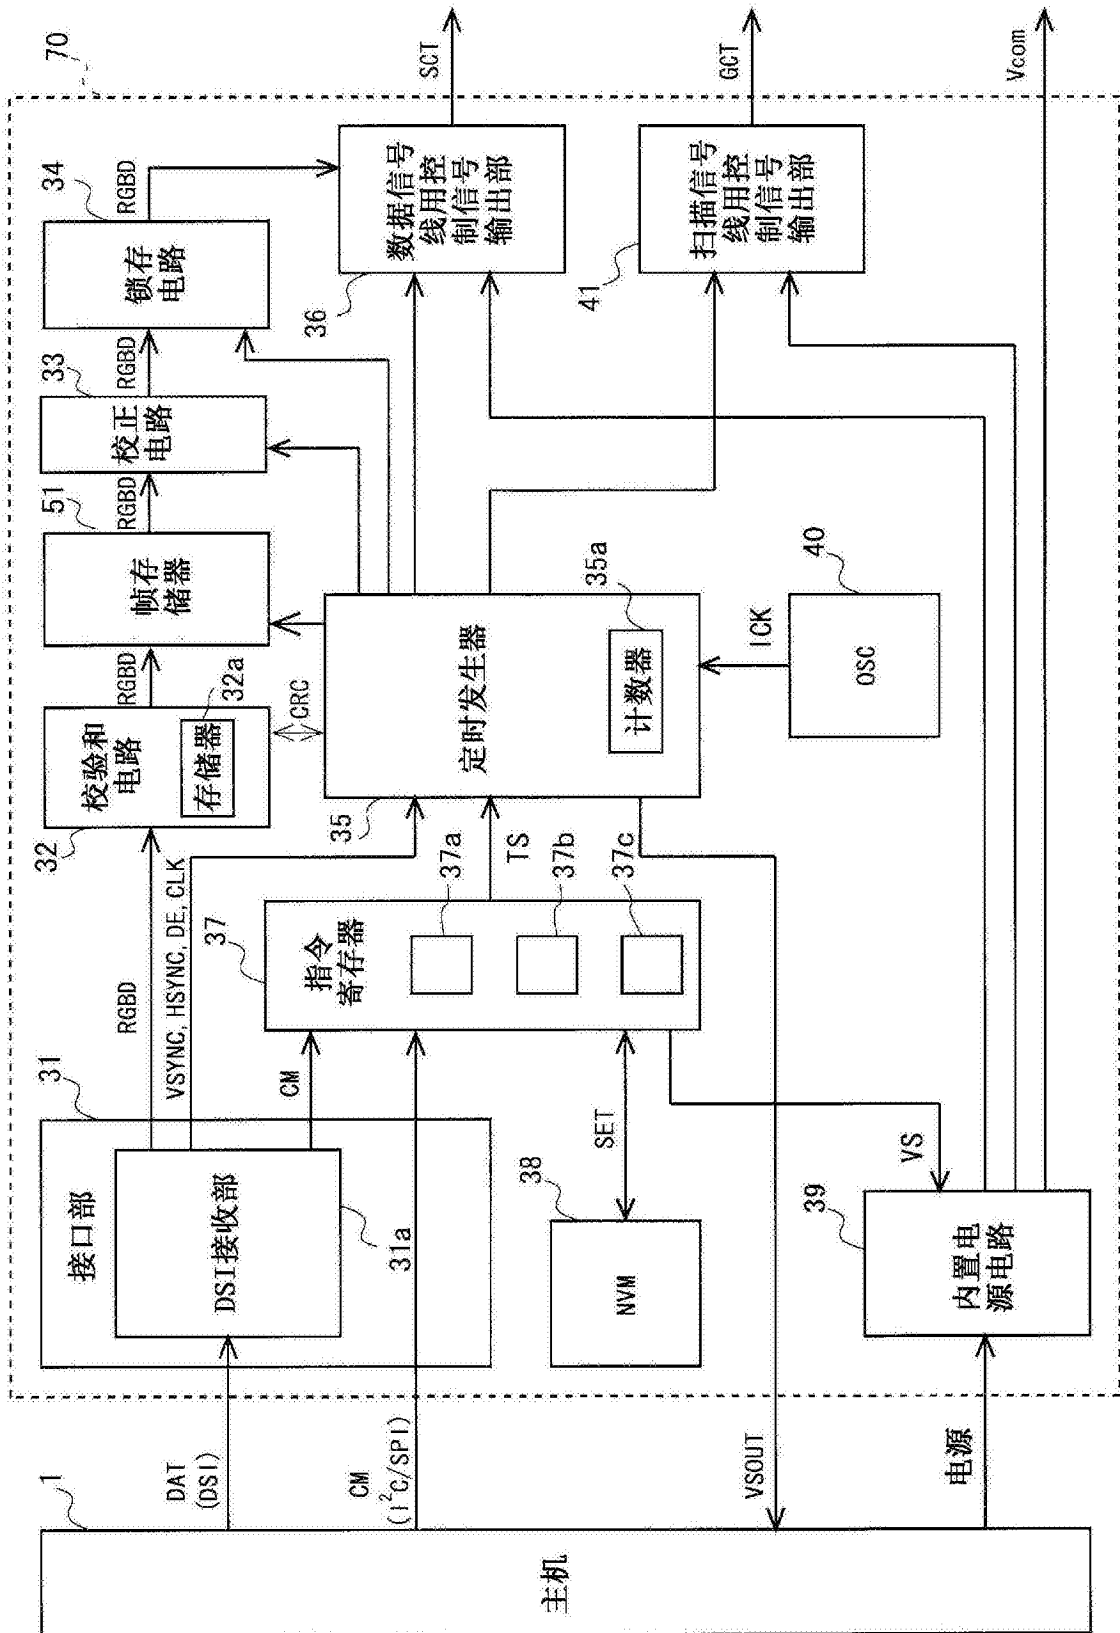 70
1
主机
DAT
(DSI)
CM
(I²C/SPI)
VSOUT
电源
31
接口部
DSI接收部
31a
RGBD
VSYNC, HSYNC, DE, CLK
CM
32
校验和
电路
存储器
32a
RGBD
CRC
51
帧存
储器
RGBD
33
校正
电路
RGBD
34
锁存
电路
RGBD
37
指令
寄存器
37a
37b
37c
TS
35
定时发生器
计数器
35a
36
数据信号
线用控
制信号
输出部
SCT
41
扫描信号
线用控
制信号
输出部
GCT
38
NVM
SET
40
OSC
ICK
39
内置电
源电路
VS
Vcom